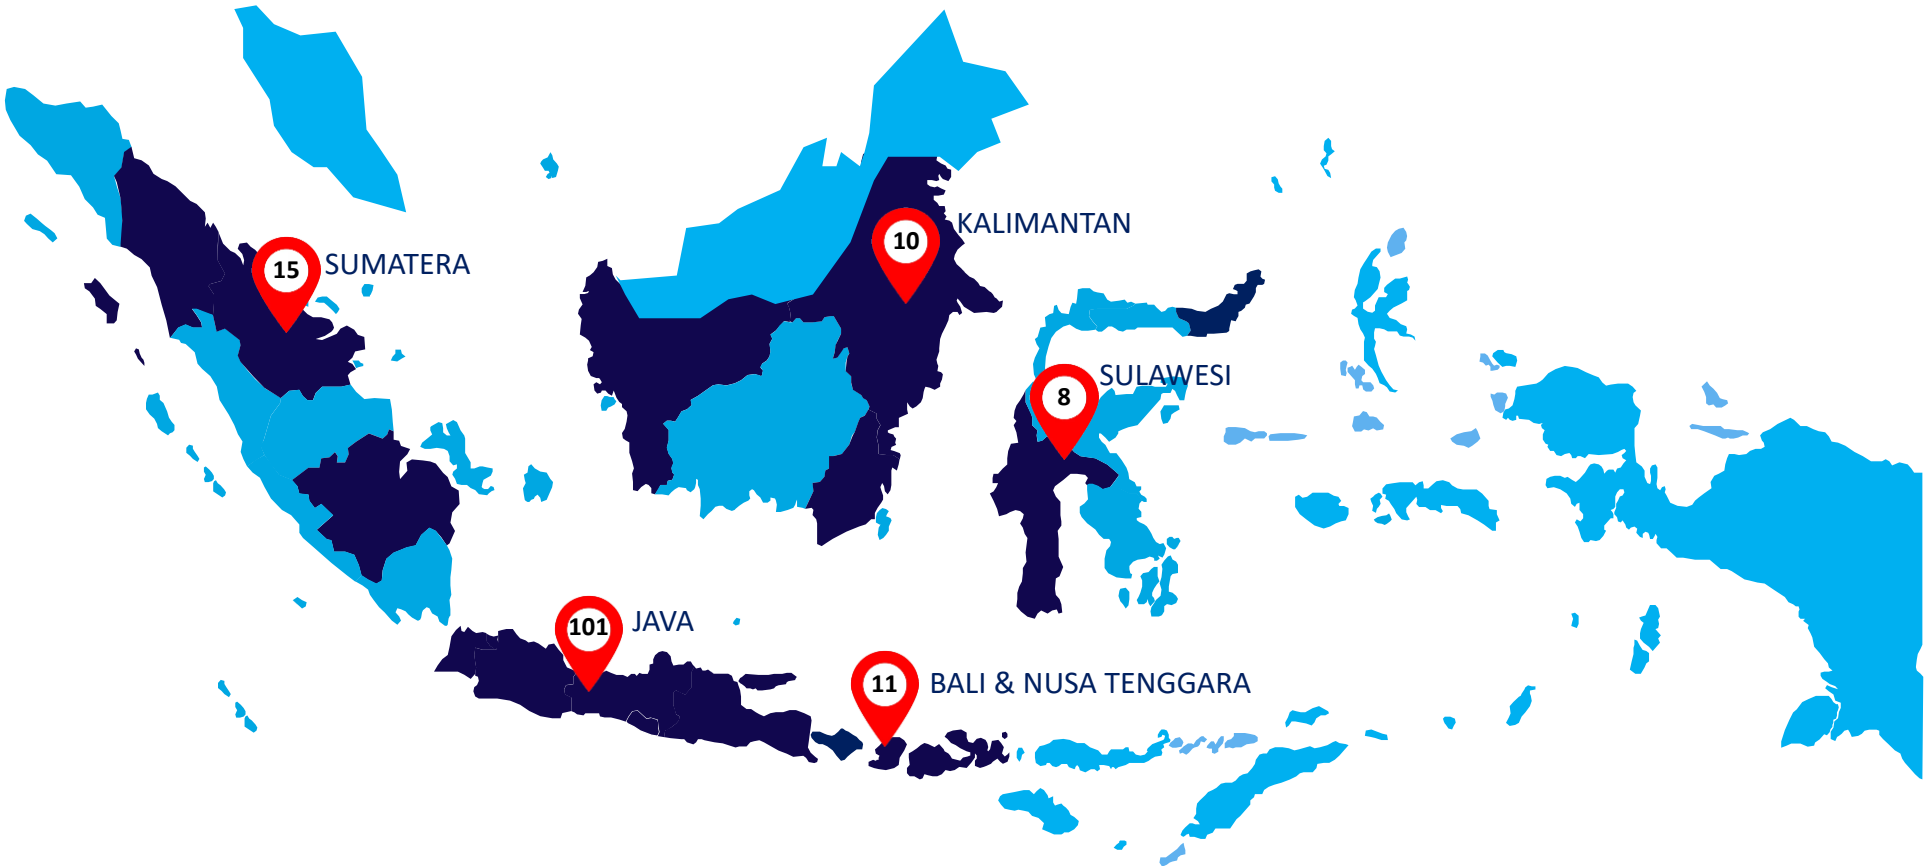 10 KALIMANTAN
15 SUMATERA
8 SULAWESI
101 JAVA
11 BALI & NUSA TENGGARA